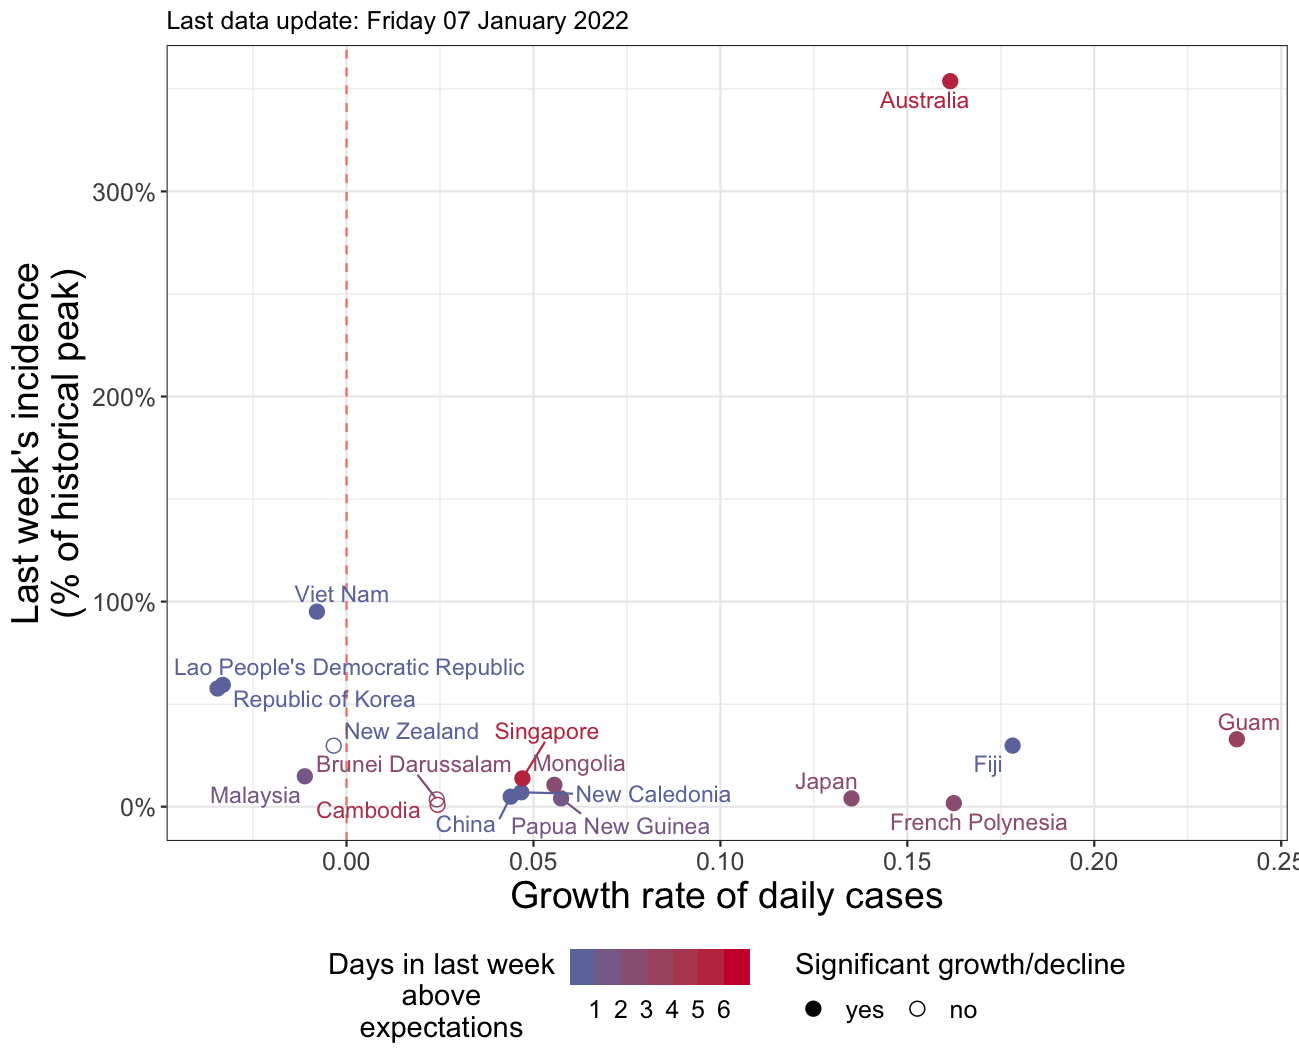 Last data update: Friday 07 January 2022
Last week's incidence
(% of historical peak)
300%
200%
100%
0%
Australia
Viet Nam
Lao People's Democratic Republic
Republic of Korea
New Zealand
Singapore
Guam
Brunei Darussalam
Mongolia
Fiji
Malaysia
Japan
New Caledonia
Cambodia
China
Papua New Guinea
French Polynesia
0.00
0.05
0.10
0.15
0.20
0.25
Growth rate of daily cases
Days in last week
above
expectations
1 2 3 4 5 6
Significant growth/decline
yes
no